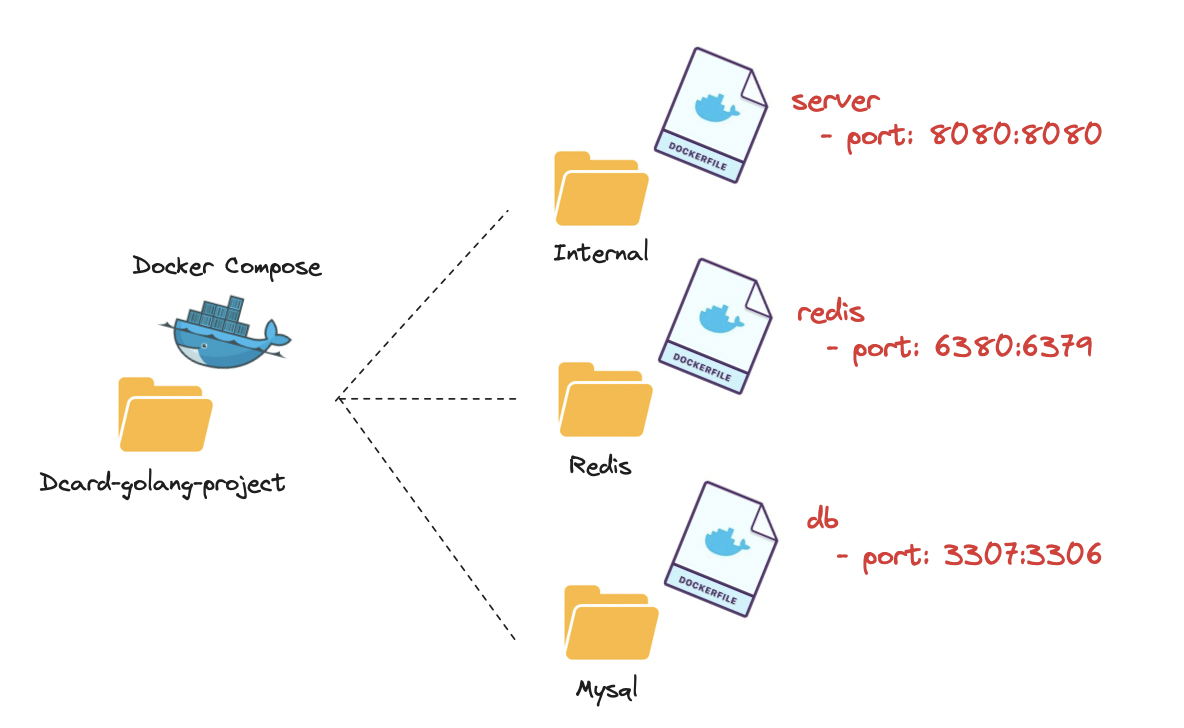 server
- port: 8080:8080
DOCKERFILE
Internal
Docker Compose
redis
- port: 6380:6379
DOCKERFILE
Redis
Dcard-golang-project
db
- port: 3307:3306
DOCKERFILE
Mysql